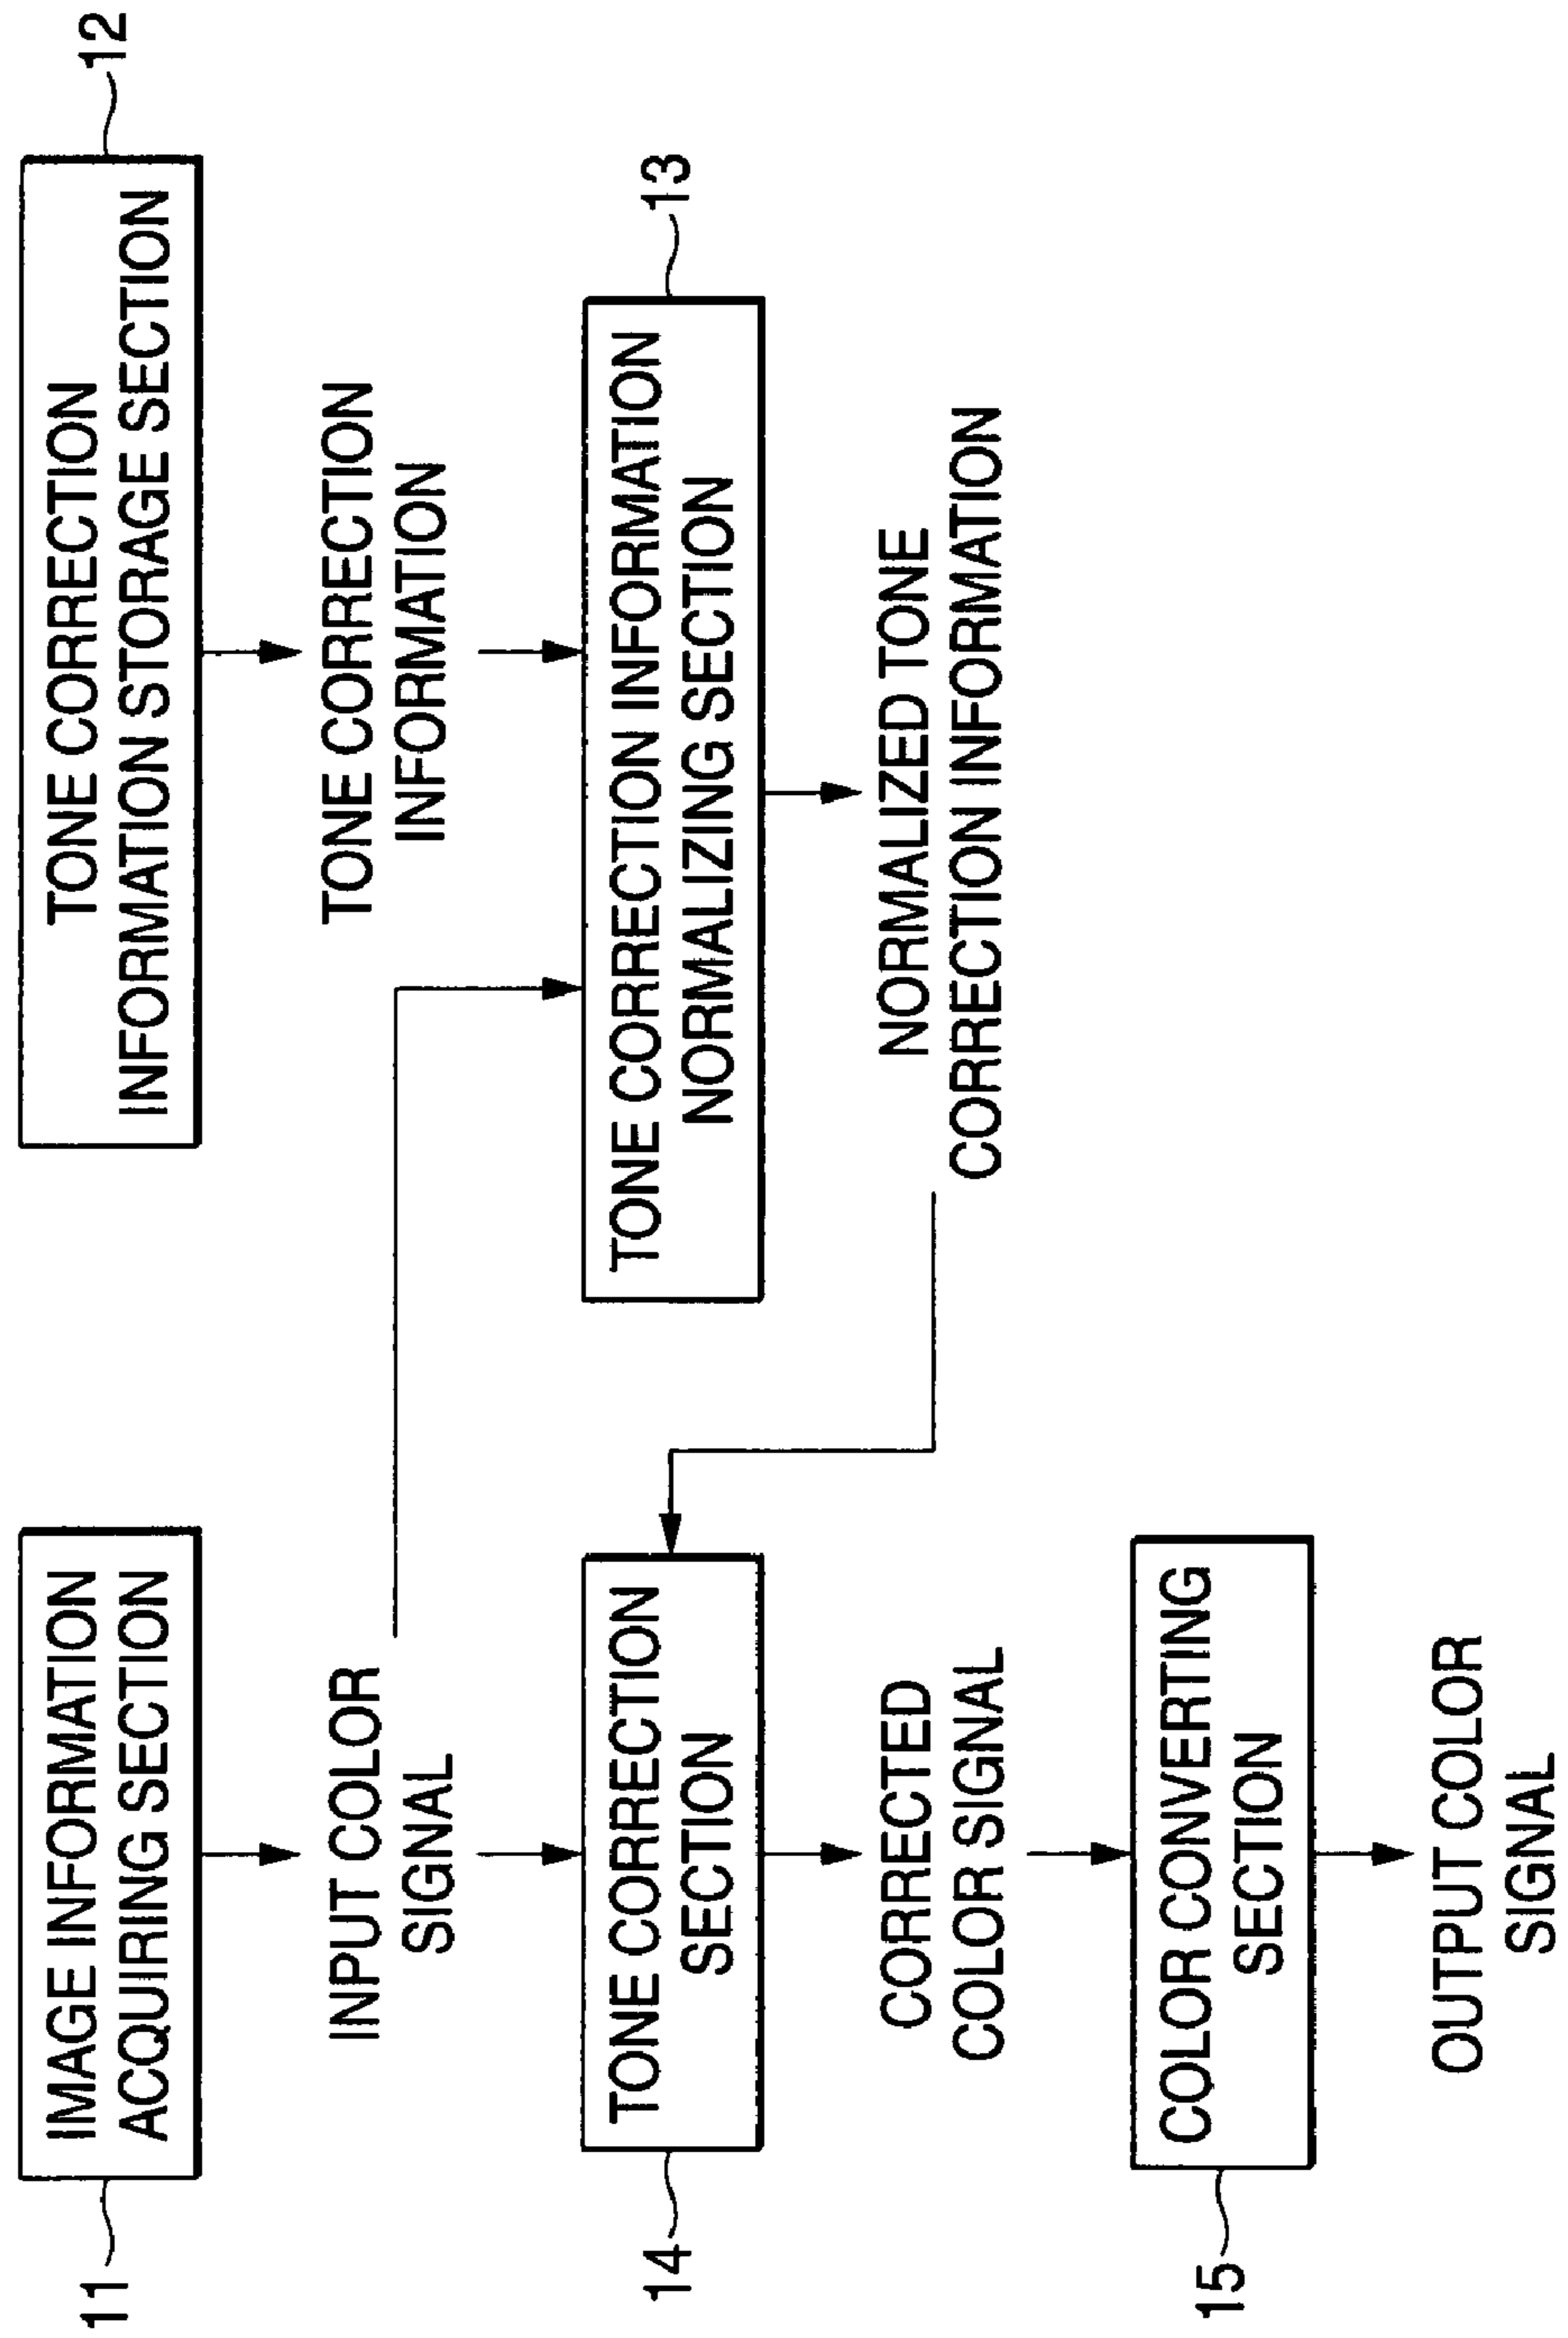 11
IMAGE INFORMATION
ACQUIRING SECTION
TONE CORRECTION
INFORMATION STORAGE SECTION
12
INPUT COLOR
SIGNAL
TONE CORRECTION
INFORMATION
14
TONE CORRECTION
SECTION
TONE CORRECTION INFORMATION
NORMALIZING SECTION
13
CORRECTED
COLOR SIGNAL
NORMALIZED TONE
CORRECTION INFORMATION
15
COLOR CONVERTING
SECTION
OUTPUT COLOR
SIGNAL